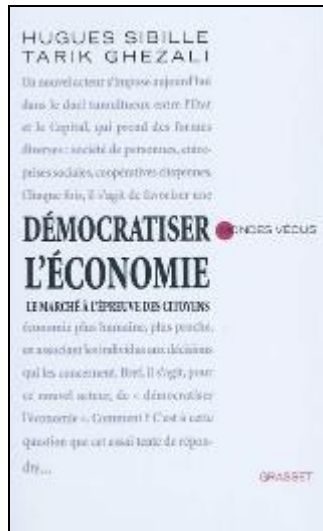 HUGUES SIBILLE
TARIK GHEZALI
Un nouvel acteur s'impose aujourd'hui
dans le duel tumultueux entre l'État
et le Capital, qui prend des formes
diverses : société de personnes, entre-
prises sociales, coopératives citoyennes.
Chaque fois, il s'agit de favoriser une
DÉMOCRATISER
MONDES VÉCUS
L'ÉCONOMIE
LE MARCHÉ À L'ÉPREUVE DES CITOYENS
économie plus humaine, plus proche,
en associant les individus aux décisions
qui les concernent. Bref, il s'agit, pour
ce nouvel acteur, de « démocratiser
l'économie ». Comment ? C'est à cette
question que cet essai tente de répon-
dre...
GRASSET